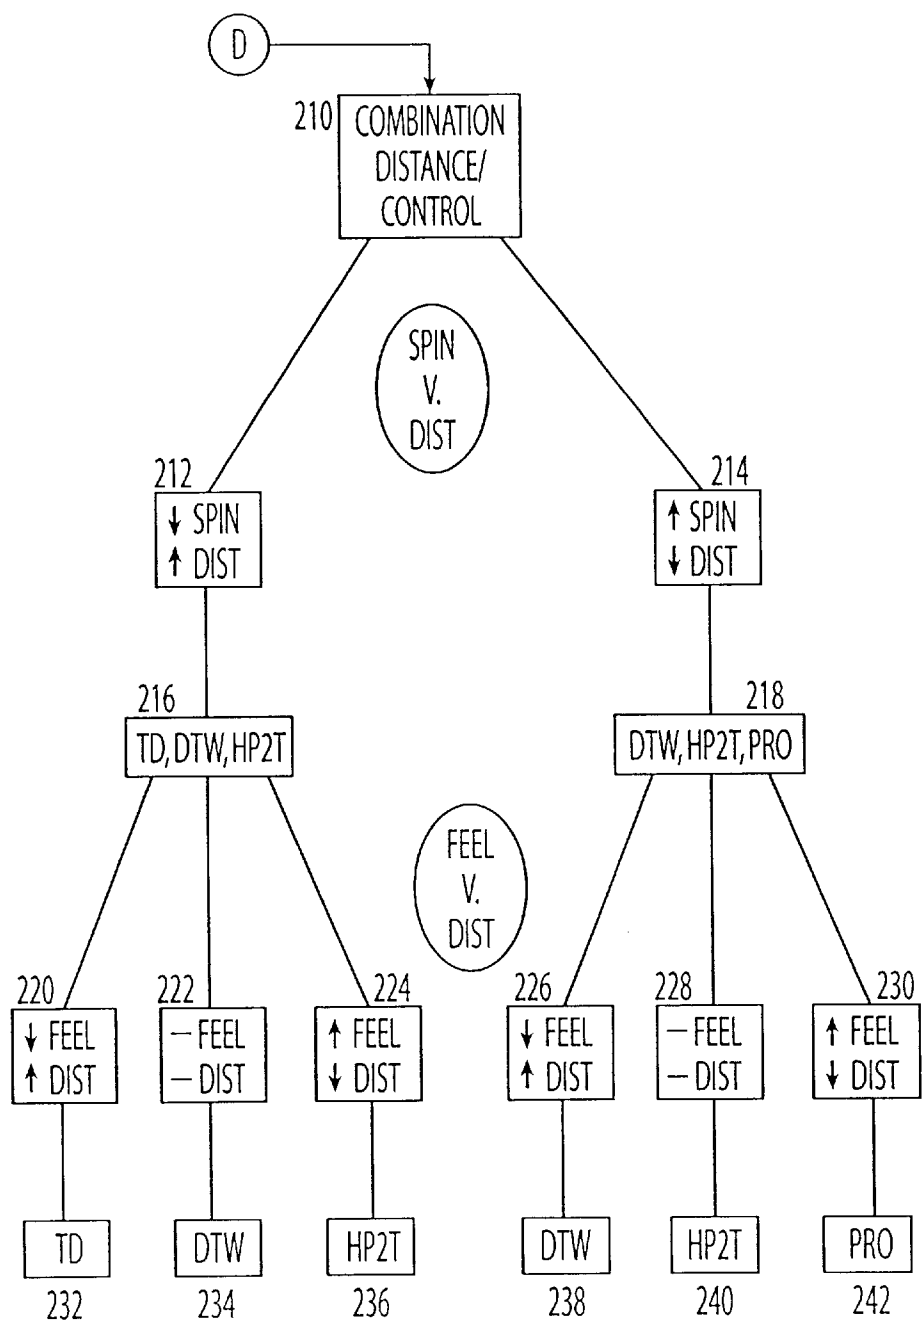 D
210
COMBINATION
DISTANCE/
CONTROL
SPIN
V.
DIST
212
↓ SPIN
↑ DIST
214
↑ SPIN
↓ DIST
216
TD, DTW, HP2T
218
DTW, HP2T, PRO
FEEL
V.
DIST
220
↓ FEEL
↑ DIST
222
– FEEL
– DIST
224
↑ FEEL
↓ DIST
226
↓ FEEL
↑ DIST
228
– FEEL
– DIST
230
↑ FEEL
↓ DIST
TD
232
DTW
234
HP2T
236
DTW
238
HP2T
240
PRO
242